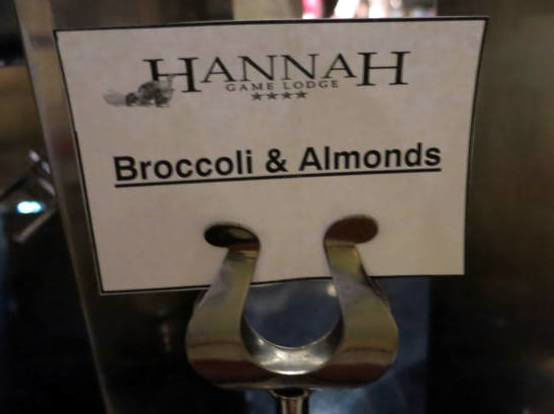 HANNAH
GAME LODGE
★★★★
Broccoli & Almonds